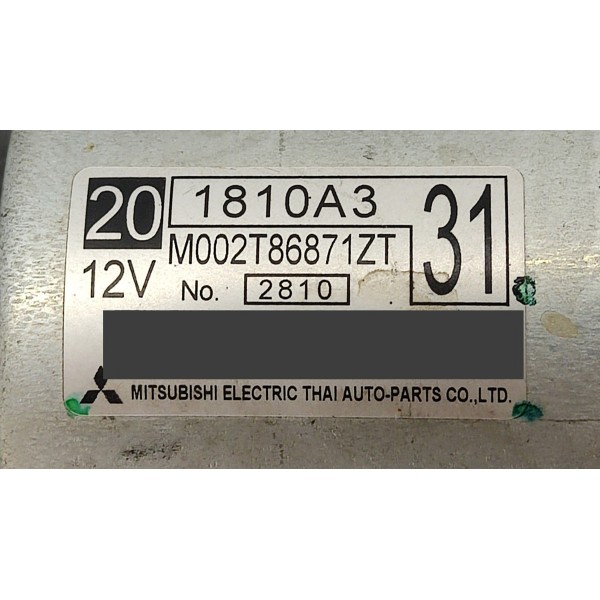 20 1810A3 31
12V M002T86871ZT
No. 2810
MITSUBISHI ELECTRIC THAI AUTO-PARTS CO.,LTD.